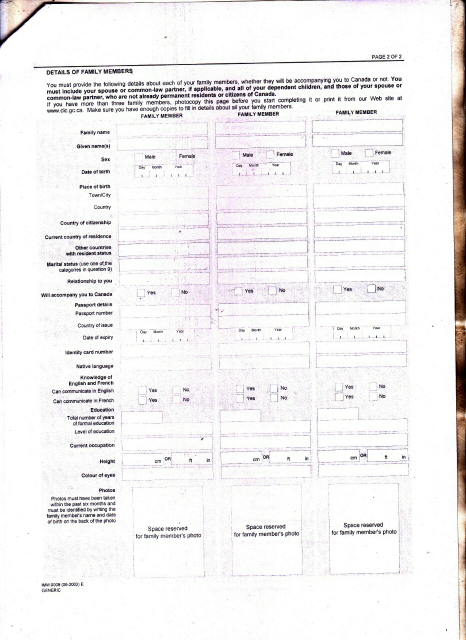 PAGE 2 OF 2
DETAILS OF FAMILY MEMBERS
You must provide the following details about each of your family members, whether they will be accompanying you to Canada or not. You
must include your spouse or common-law partner, if applicable, and all of your dependent children, and those of your spouse or
common-law partner, who are not already permanent residents or citizens of Canada.
If you have more than three family members, photocopy this page before you start completing it or print it from our Web site at
www.cic.gc.ca. Make sure you have enough copies to fill in details about all your family members.
FAMILY MEMBER FAMILY MEMBER FAMILY MEMBER
Family name
Given name(s)
Sex Male Female Male Female Male Female
Date of birth Day Month Year Day Month Year Day Month Year
Place of birth
Town/City
Country
Country of citizenship
Current country of residence
Other countries
with resident status
Marital status (use one of the
categories in question 9)
Relationship to you
Will accompany you to Canada Yes No Yes No Yes No
Passport details
Passport number
Country of issue
Date of expiry Day Month Year Day Month Year Day Month Year
Identity card number
Native language
Knowledge of
English and French
Can communicate in English Yes No Yes No Yes No
Can communicate in French Yes No Yes No Yes No
Education
Total number of years
of formal education
Level of education
Current occupation
Height cm OR ft in cm OR ft in cm OR ft in
Colour of eyes
Photos
Photos must have been taken
within the past six months and
must be identified by writing the
family member's name and date
of birth on the back of the photo
Space reserved
for family member's photo
Space reserved
for family member's photo
Space reserved
for family member's photo
IMM 0008 (06-2002) E
GENERIC